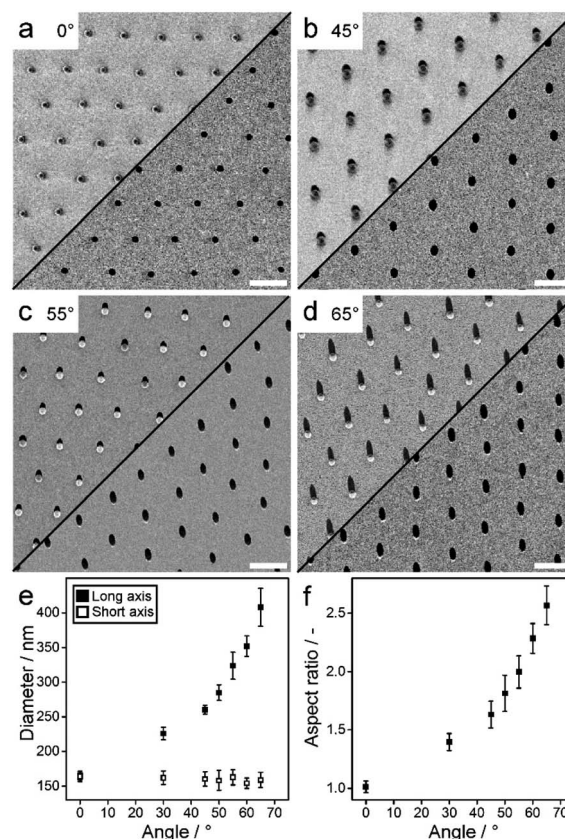 a 0°
b 45°
c 55°
d 65°
e
Long axis
Short axis
400
350
300
250
200
150
Diameter / nm
0 10 20 30 40 50 60 70
Angle / °
f
2.5
2.0
1.5
1.0
Aspect ratio / -
0 10 20 30 40 50 60 70
Angle / °